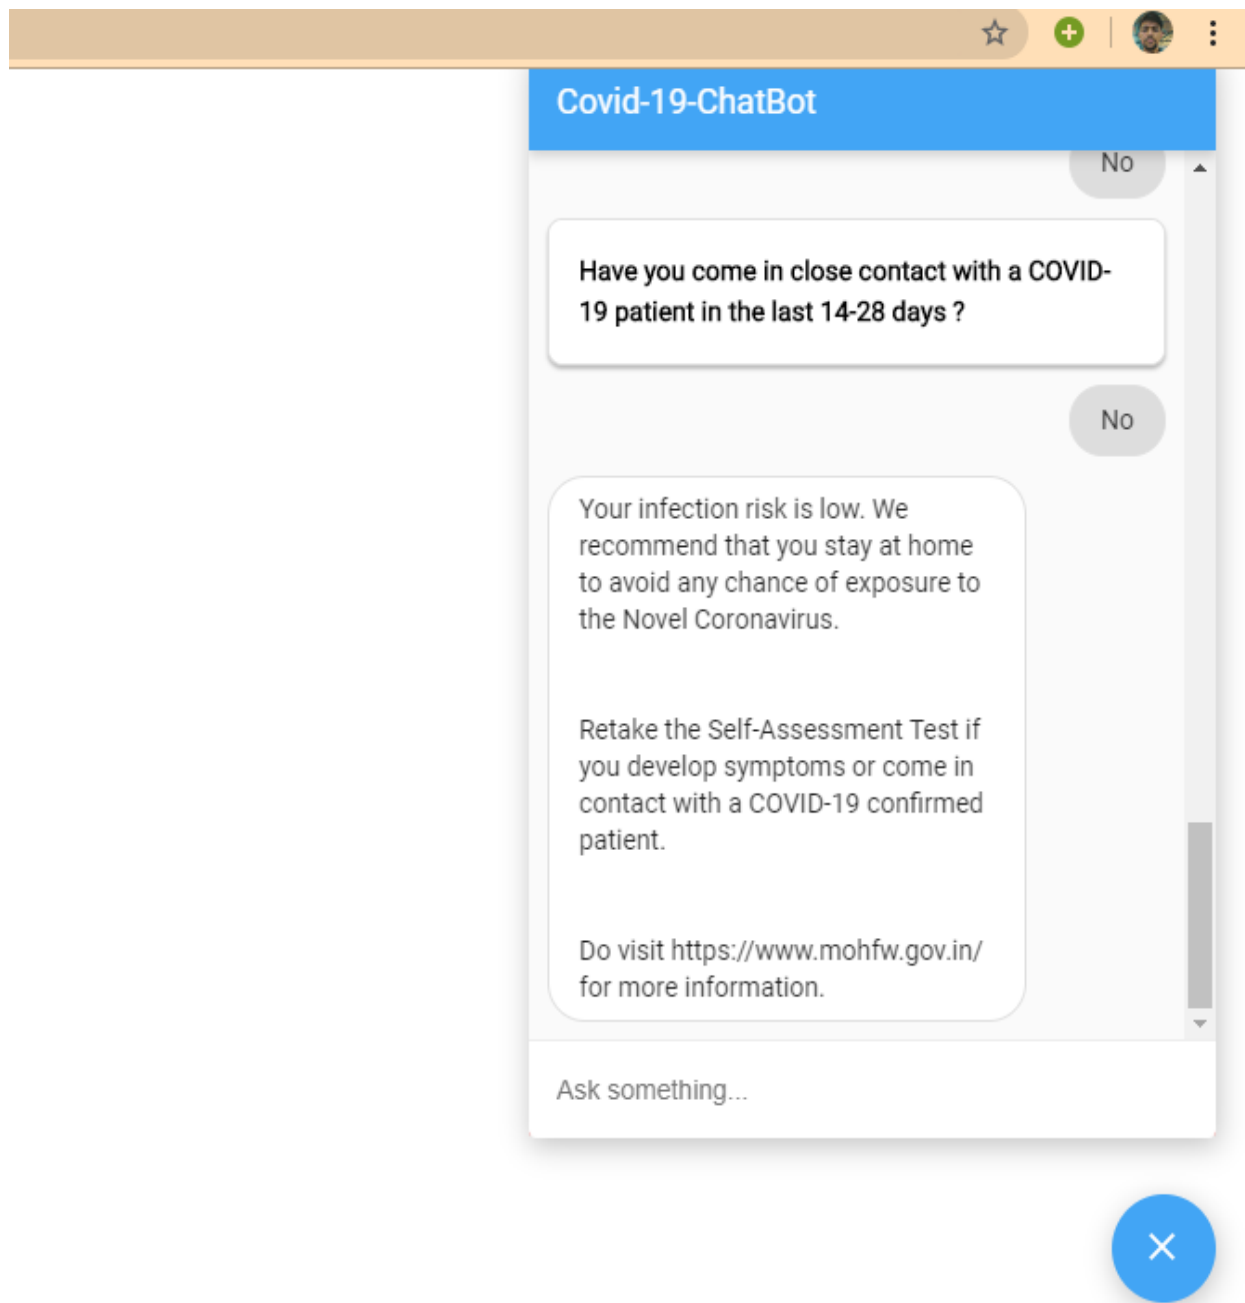 Covid-19-ChatBot
No
Have you come in close contact with a COVID-
19 patient in the last 14-28 days ?
No
Your infection risk is low. We
recommend that you stay at home
to avoid any chance of exposure to
the Novel Coronavirus.
Retake the Self-Assessment Test if
you develop symptoms or come in
contact with a COVID-19 confirmed
patient.
Do visit https://www.mohfw.gov.in/
for more information.
Ask something...